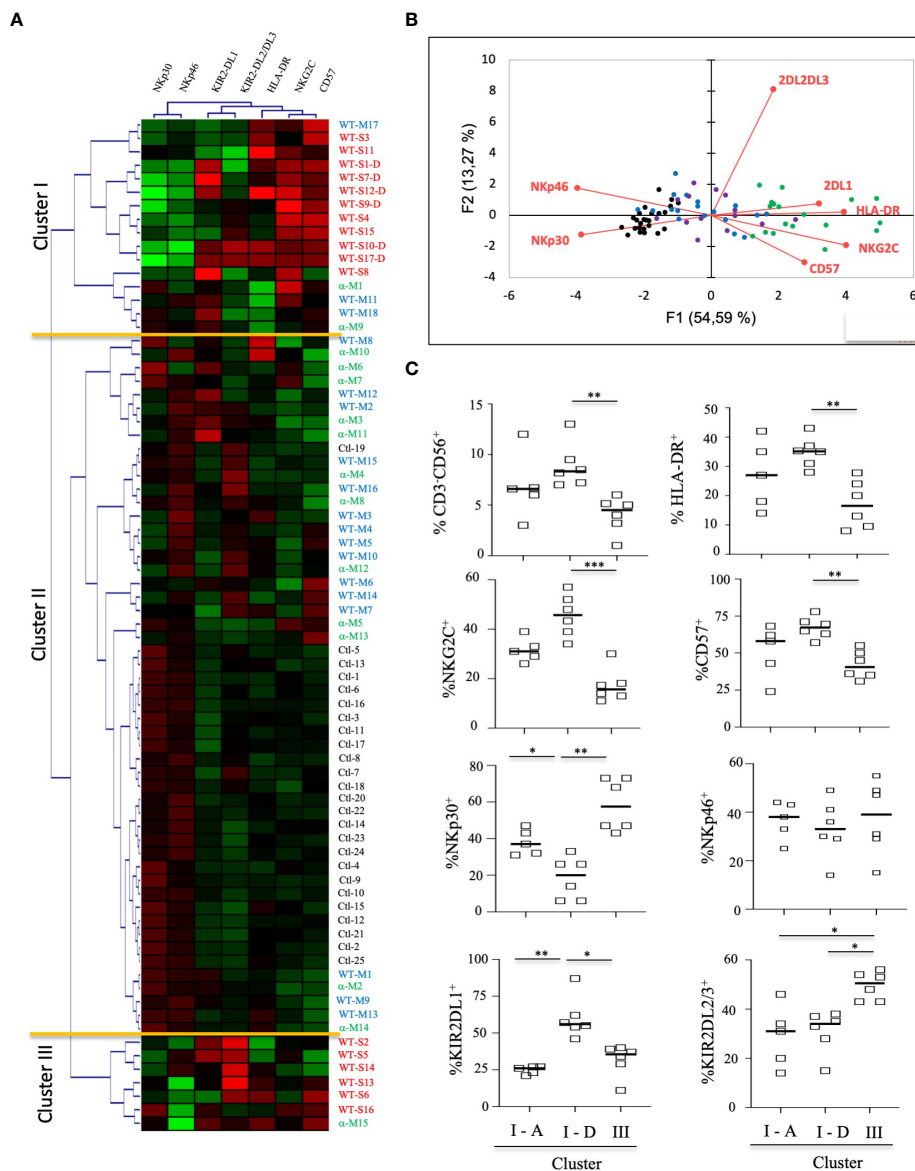 A
NKp30
NKp46
KIR2-DL1
KIR2-DL2/DL3
HLA-DR
NKG2C
CD57
Cluster I
WT-M17
WT-S3
WT-S11
WT-S1-D
WT-S7-D
WT-S12-D
WT-S9-D
WT-S4
WT-S15
WT-S10-D
WT-S17-D
WT-S8
α-M1
WT-M11
WT-M18
α-M9
Cluster II
WT-M8
α-M10
α-M6
α-M7
WT-M12
WT-M2
α-M3
α-M11
Ctl-19
WT-M15
α-M4
WT-M16
α-M8
WT-M3
WT-M4
WT-M5
WT-M10
α-M12
WT-M6
WT-M14
WT-M7
α-M5
α-M13
Ctl-5
Ctl-13
Ctl-1
Ctl-6
Ctl-16
Ctl-3
Ctl-11
Ctl-17
Ctl-8
Ctl-7
Ctl-18
Ctl-20
Ctl-22
Ctl-14
Ctl-23
Ctl-24
Ctl-4
Ctl-9
Ctl-10
Ctl-15
Ctl-12
Ctl-21
Ctl-2
Ctl-25
WT-M1
α-M2
WT-M9
WT-M13
α-M14
Cluster III
WT-S2
WT-S5
WT-S14
WT-S13
WT-S6
WT-S16
α-M15
B
F2 (13,27 %)
10
8
6
4
2
0
-2
-4
-6
-4
-2
0
2
4
6
F1 (54,59 %)
2DL2DL3
NKp46
2DL1
HLA-DR
NKp30
NKG2C
CD57
C
% CD3-CD56+
15
10
5
0
**
% HLA-DR+
50
40
30
20
10
0
**
%NKG2C+
60
40
20
0
***
%CD57+
100
75
50
25
0
**
%NKp30+
80
60
40
20
0
*
**
%NKp46+
60
40
20
0
%KIR2DL1+
100
75
50
25
0
**
*
I - A
I - D
III
Cluster
%KIR2DL2/3+
60
40
20
0
*
*
I - A
I - D
III
Cluster